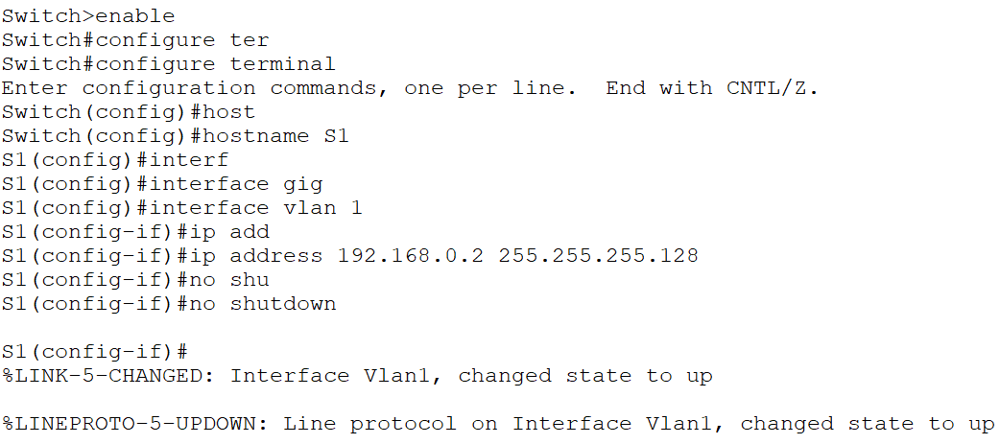 Switch>enable
Switch#configure ter
Switch#configure terminal
Enter configuration commands, one per line.  End with CNTL/Z.
Switch(config)#host
Switch(config)#hostname S1
S1(config)#interf
S1(config)#interface gig
S1(config)#interface vlan 1
S1(config-if)#ip add
S1(config-if)#ip address 192.168.0.2 255.255.255.128
S1(config-if)#no shu
S1(config-if)#no shutdown
S1(config-if)#
%LINK-5-CHANGED: Interface Vlan1, changed state to up
%LINEPROTO-5-UPDOWN: Line protocol on Interface Vlan1, changed state to up